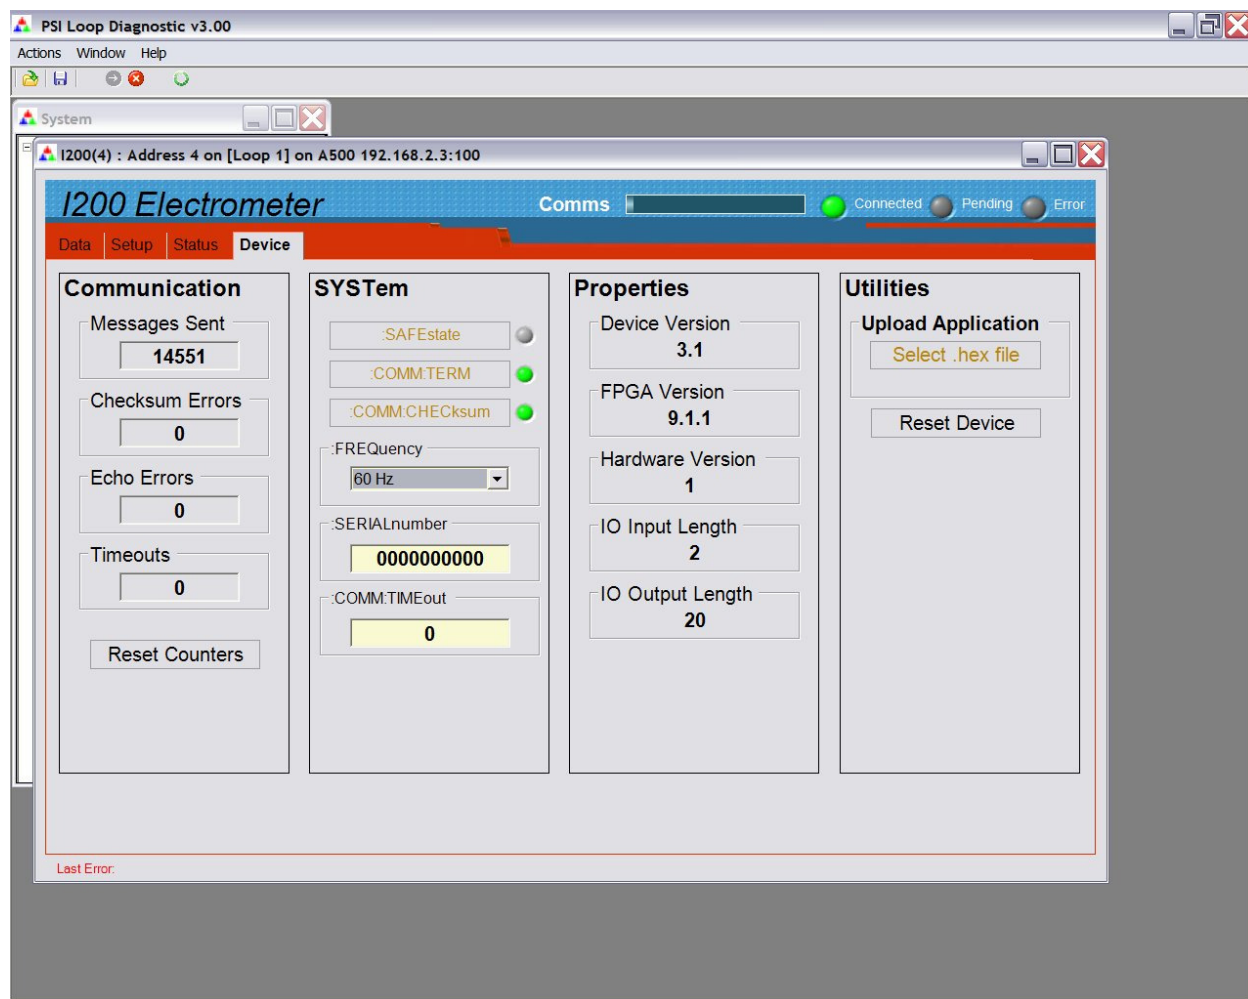 PSI Loop Diagnostic v3.00
Actions Window Help
System
I200(4) : Address 4 on [Loop 1] on A500 192.168.2.3:100
I200 Electrometer
Comms
Connected
Pending
Error
Data Setup Status Device
Communication
Messages Sent
14551
Checksum Errors
0
Echo Errors
0
Timeouts
0
Reset Counters
SYSTem
:SAFEstate
:COMM:TERM
:COMM:CHECksum
:FREQuency
60 Hz
:SERIALnumber
0000000000
:COMM:TIMEout
0
Properties
Device Version
3.1
FPGA Version
9.1.1
Hardware Version
1
IO Input Length
2
IO Output Length
20
Utilities
Upload Application
Select .hex file
Reset Device
Last Error: